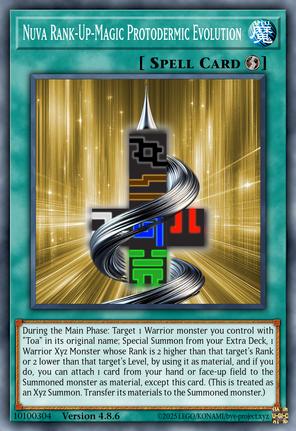 Nuva Rank-Up-Magic Protodermic Evolution
魔
[ Spell Card ]
During the Main Phase: Target 1 Warrior monster you control with
"Toa" in its original name; Special Summon from your Extra Deck, 1
Warrior Xyz Monster whose Rank is 2 higher than that target's Rank
or 2 lower than that target's Level, by using it as material, and if you
do, you can attach 1 card from your hand or face-up field to the
Summoned monster as material, except this card. (This is treated as
an Xyz Summon. Transfer its materials to the Summoned monster.)
10100304
Version 4.8.6
©2025 LEGO/KONAMI/bye-project.xyz